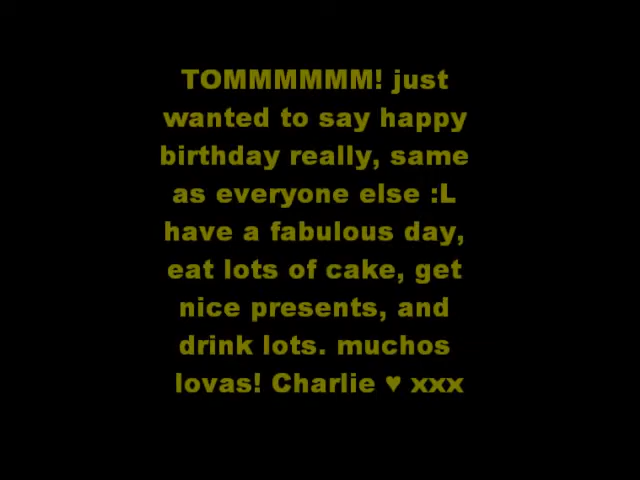 TOMMMMMM! just
wanted to say happy
birthday really, same
as everyone else :L
have a fabulous day,
eat lots of cake, get
nice presents, and
drink lots. muchos
lovas! Charlie ♥ xxx